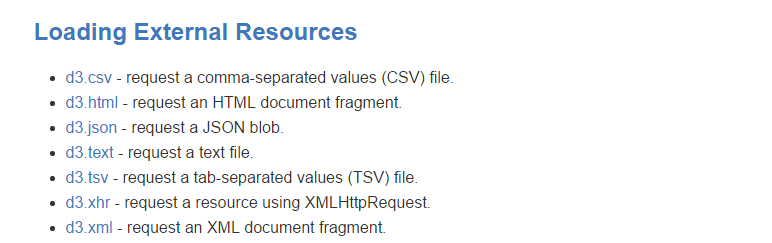 Loading External Resources
• d3.csv - request a comma-separated values (CSV) file.
• d3.html - request an HTML document fragment.
• d3.json - request a JSON blob.
• d3.text - request a text file.
• d3.tsv - request a tab-separated values (TSV) file.
• d3.xhr - request a resource using XMLHttpRequest.
• d3.xml - request an XML document fragment.